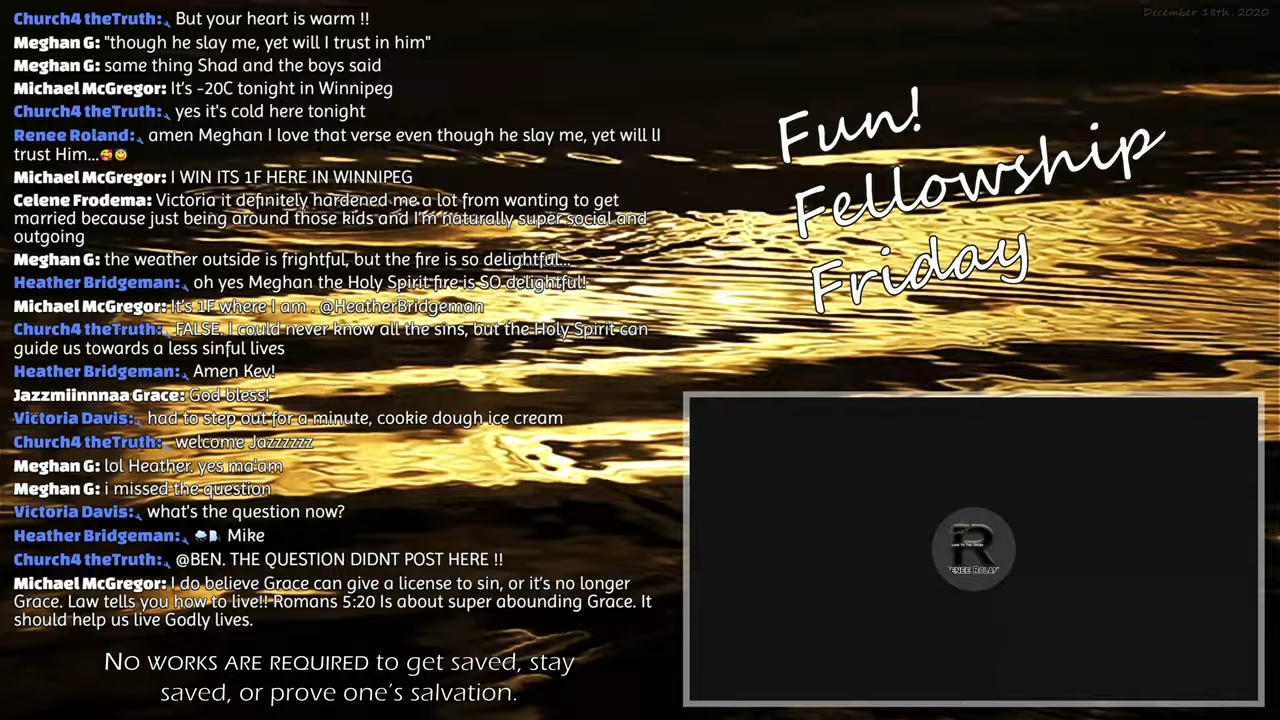 Church4 theTruth: But your heart is warm !!
Meghan G: "though he slay me, yet will I trust in him"
Meghan G: same thing Shad and the boys said
Michael McGregor: It's -20C tonight in Winnipeg
Church4 theTruth: yes it's cold here tonight
Renee Roland: amen Meghan I love that verse even though he slay me, yet will lI
trust Him...🥰😇
Michael McGregor: I WIN ITS 1F HERE IN WINNIPEG
Celene Frodema: Victoria it definitely hardened me a lot from wanting to get
married because just being around those kids and I'm naturally super social and
outgoing
Meghan G: the weather outside is frightful, but the fire is so delightful...
Heather Bridgeman: oh yes Meghan the Holy Spirit fire is SO delightful!
Michael McGregor: It's 1F where I am . @HeatherBridgeman
Church4 theTruth: FALSE, I could never know all the sins, but the Holy Spirit can
guide us towards a less sinful lives
Heather Bridgeman: Amen Kev!
Jazzmiinnnaa Grace: God bless!
Victoria Davis: had to step out for a minute, cookie dough ice cream
Church4 theTruth: welcome Jazzzzzz
Meghan G: lol Heather. yes ma'am
Meghan G: i missed the question
Victoria Davis: what's the question now?
Heather Bridgeman: Mike
Church4 theTruth: @BEN. THE QUESTION DIDNT POST HERE !!
Michael McGregor: I do believe Grace can give a license to sin, or it's no longer
Grace. Law tells you how to live!! Romans 5:20 Is about super abounding Grace. It
should help us live Godly lives.
No works are required to get saved, stay
saved, or prove one's salvation.
December 18th, 2020
Fun!
Fellowship
Friday
R